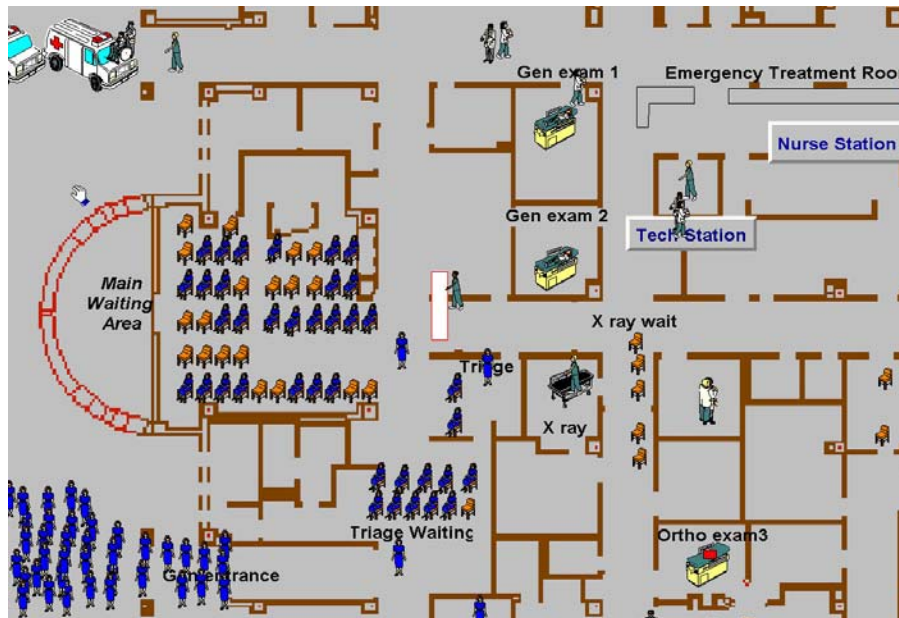 Gen exam 1
Emergency Treatment Roo
Nurse Station
Gen exam 2
Tech Station
Main
Waiting
Area
X ray wait
Triage
X ray
Triage Waiting
Ortho exam3
Gen entrance